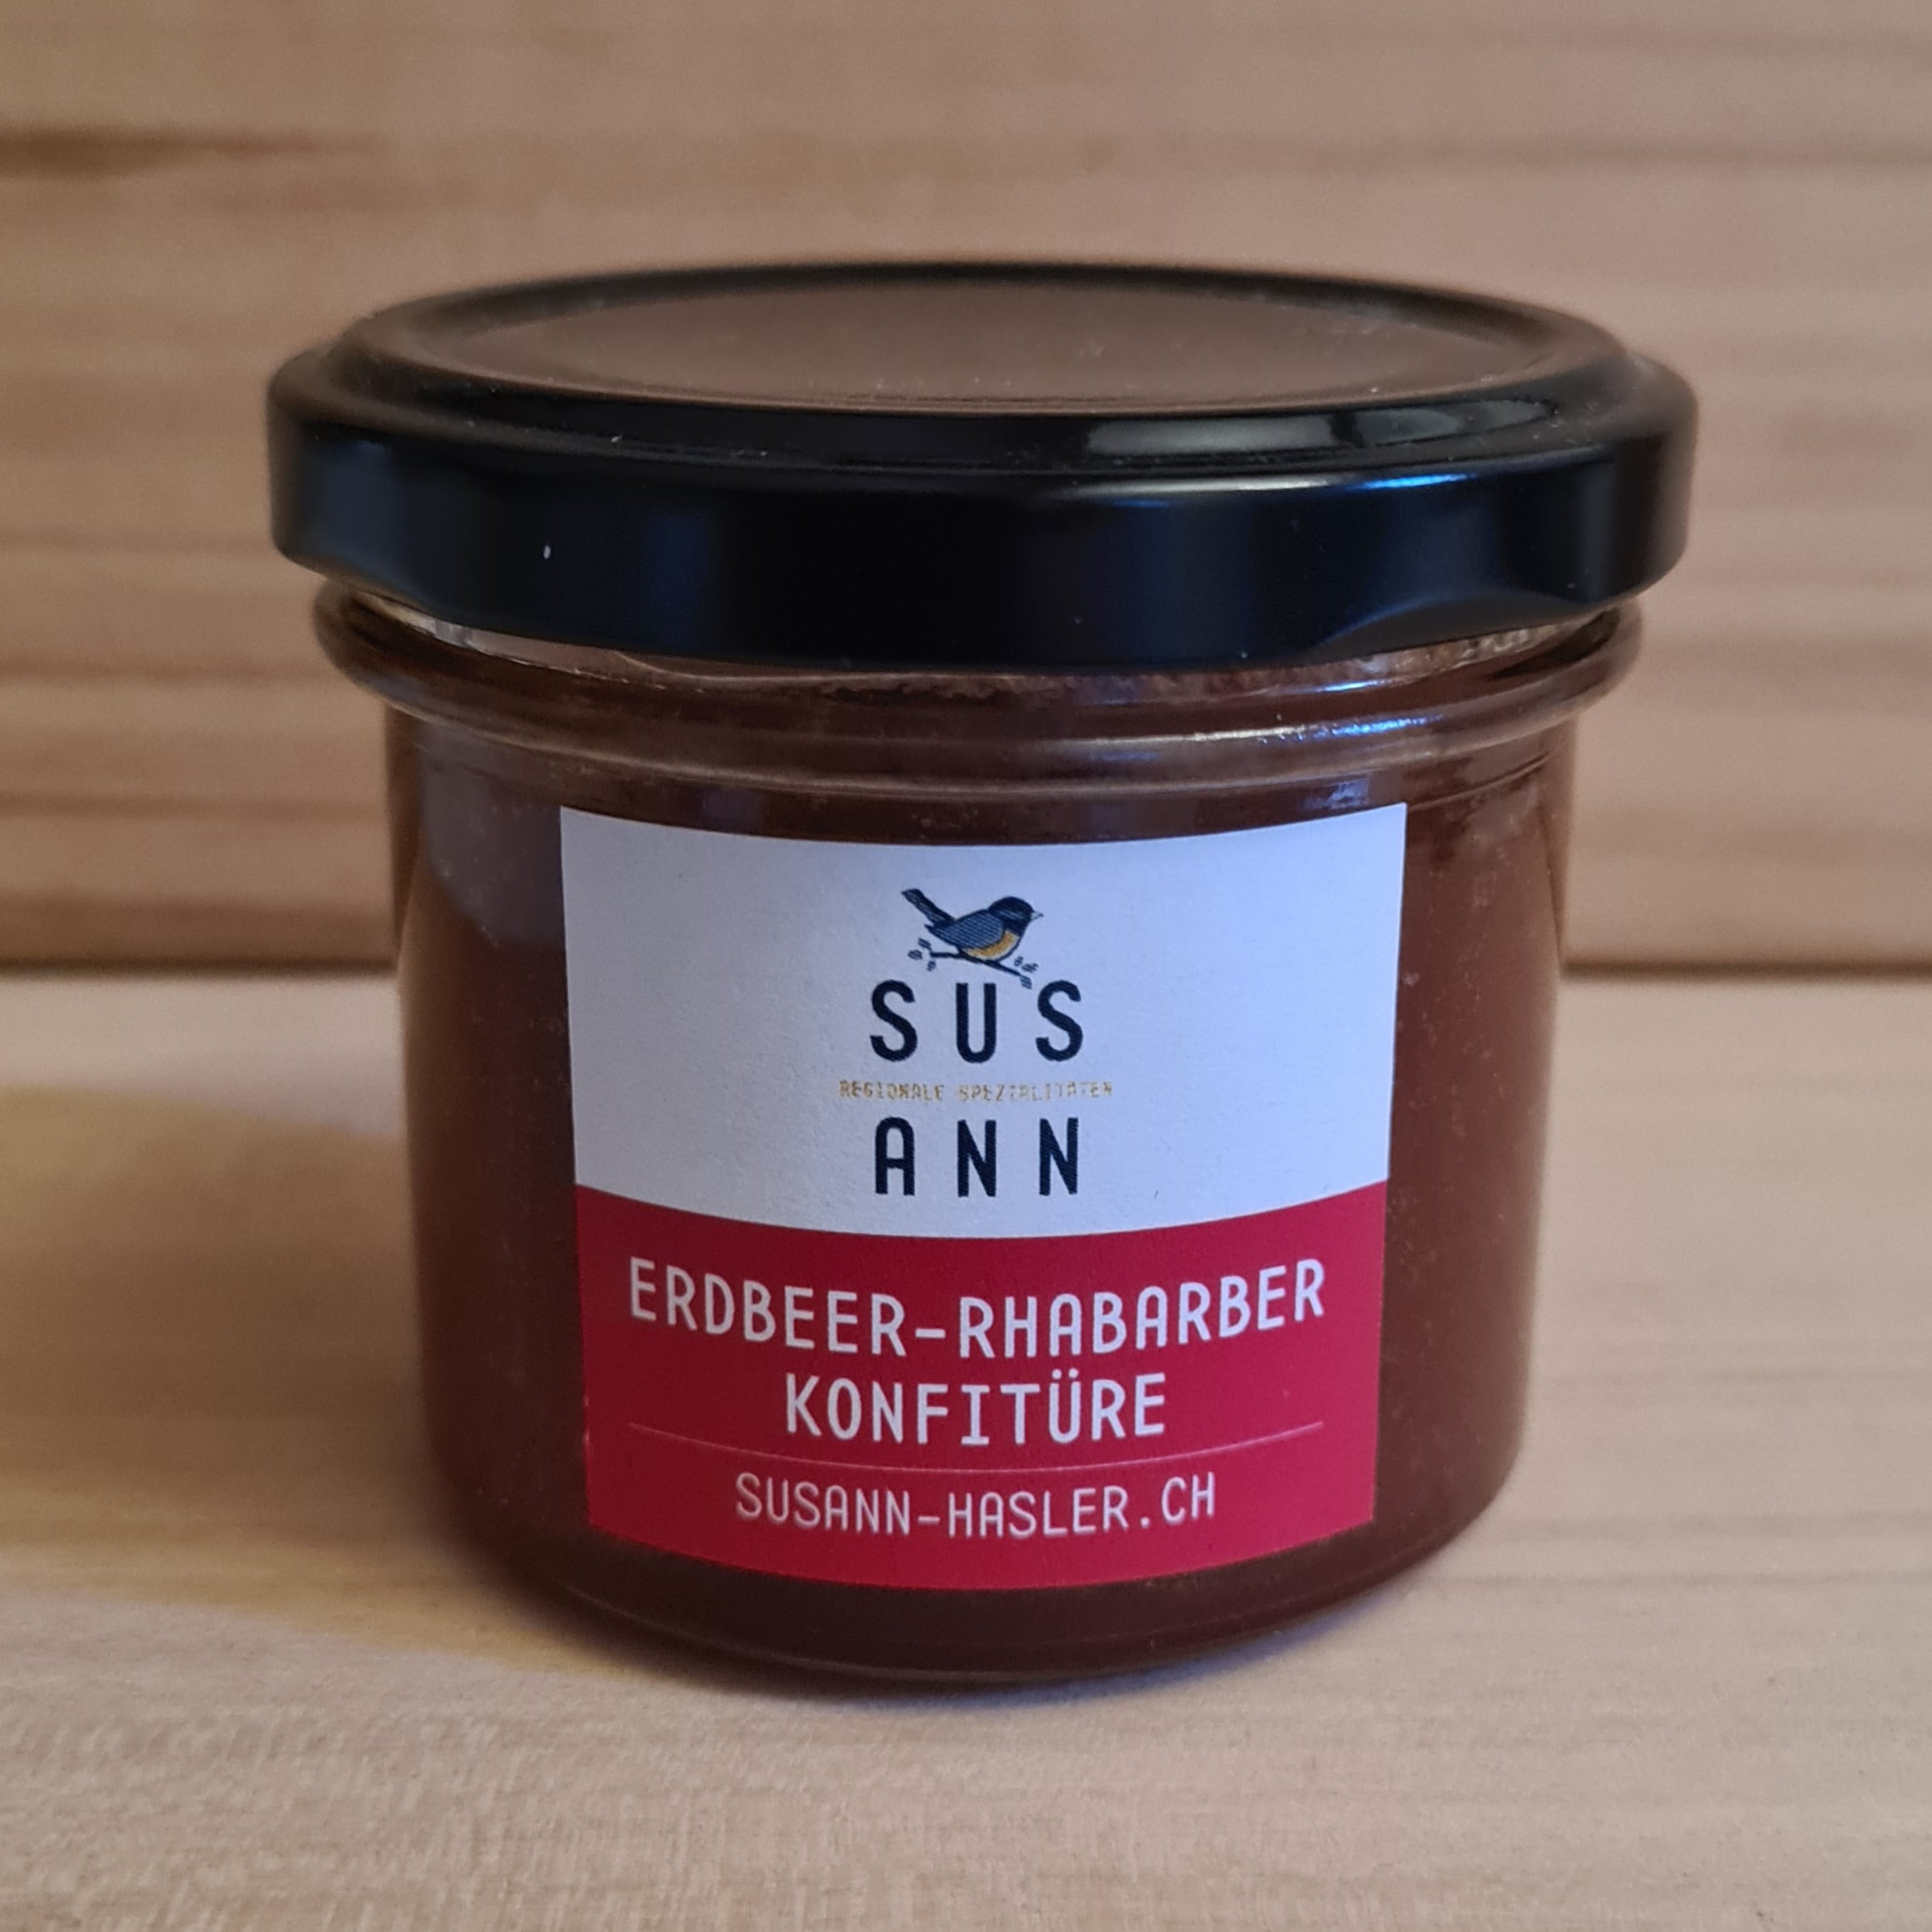 SUS
REGIONALE SPEZIALITÄTEN
ANN
ERDBEER-RHABARBER
KONFITÜRE
SUSANN-HASLER.CH